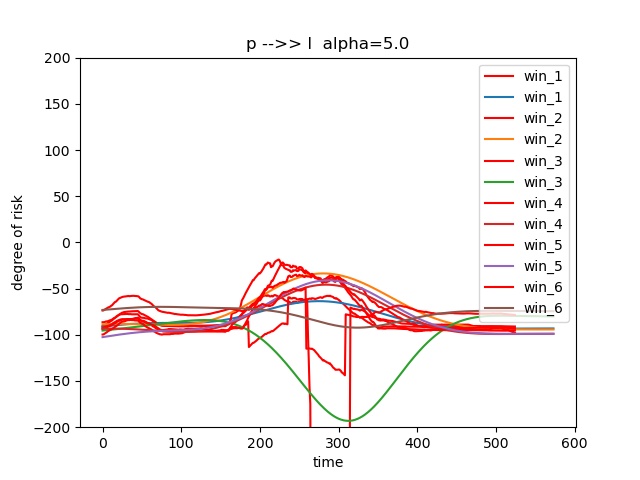 p -->> l  alpha=5.0
degree of risk
200
150
100
50
0
−50
−100
−150
−200
0
100
200
300
400
500
600
time
win_1
win_1
win_2
win_2
win_3
win_3
win_4
win_4
win_5
win_5
win_6
win_6